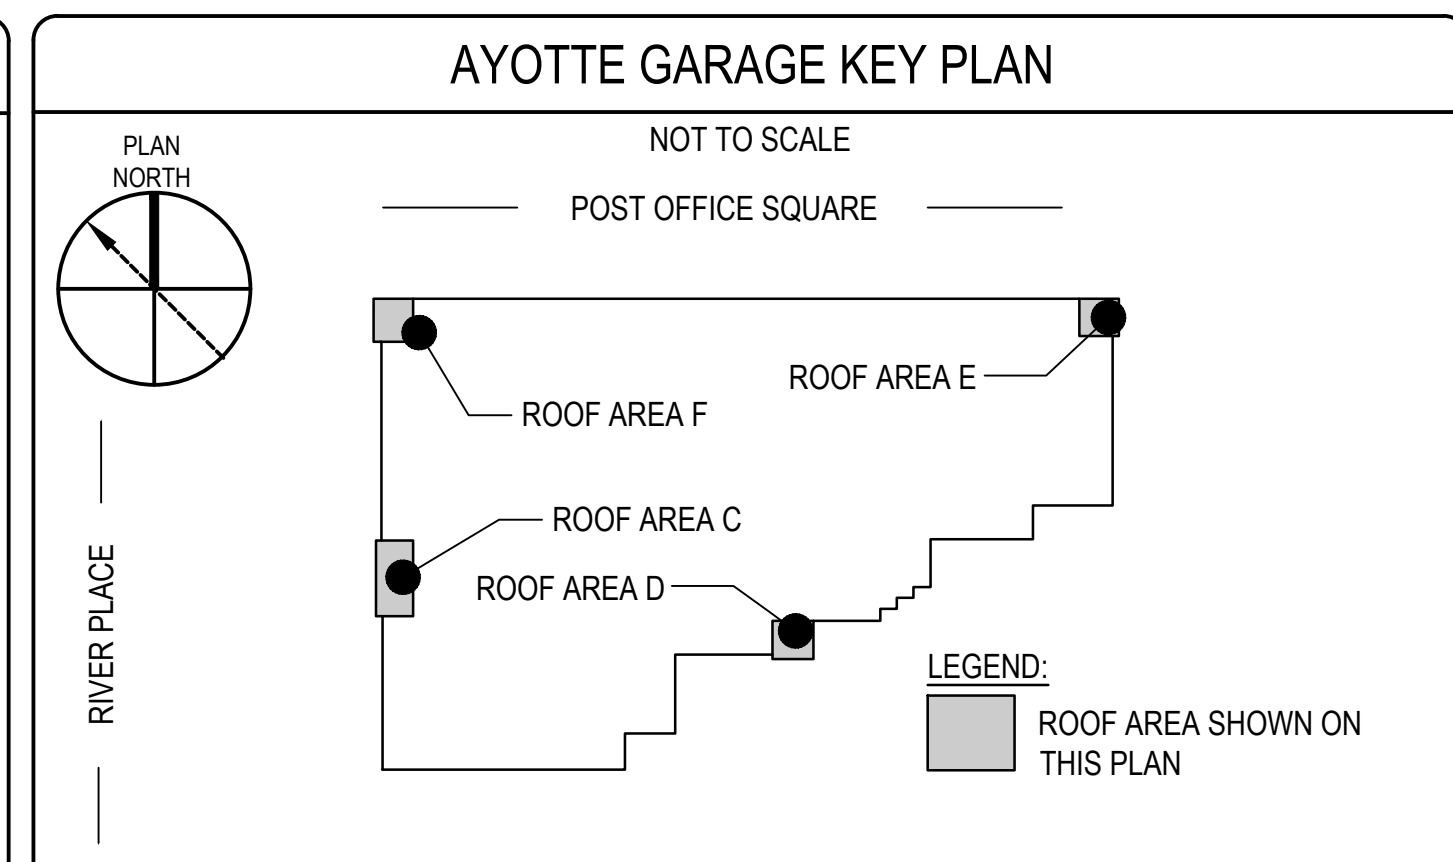 AYOTTE GARAGE KEY PLAN
NOT TO SCALE
PLAN
NORTH
POST OFFICE SQUARE
ROOF AREA E
ROOF AREA F
ROOF AREA C
ROOF AREA D
RIVER PLACE
LEGEND:
ROOF AREA SHOWN ON
THIS PLAN